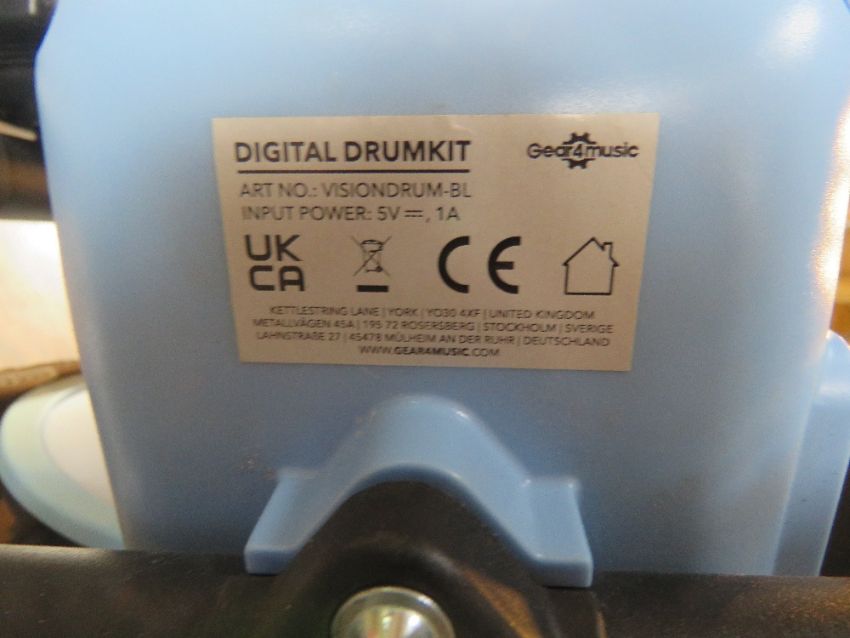 DIGITAL DRUMKIT
Gear4music
ART NO.: VISIONDRUM-BL
INPUT POWER: 5V ⎓, 1A
UK
CA
CE
KETTLESTRING LANE | YORK | YO30 4XF | UNITED KINGDOM
METALLVÄGEN 45A | 195 72 ROSERSBERG | STOCKHOLM | SVERIGE
LAHNSTRAßE 27 | 45478 MÜLHEIM AN DER RUHR | DEUTSCHLAND
WWW.GEAR4MUSIC.COM